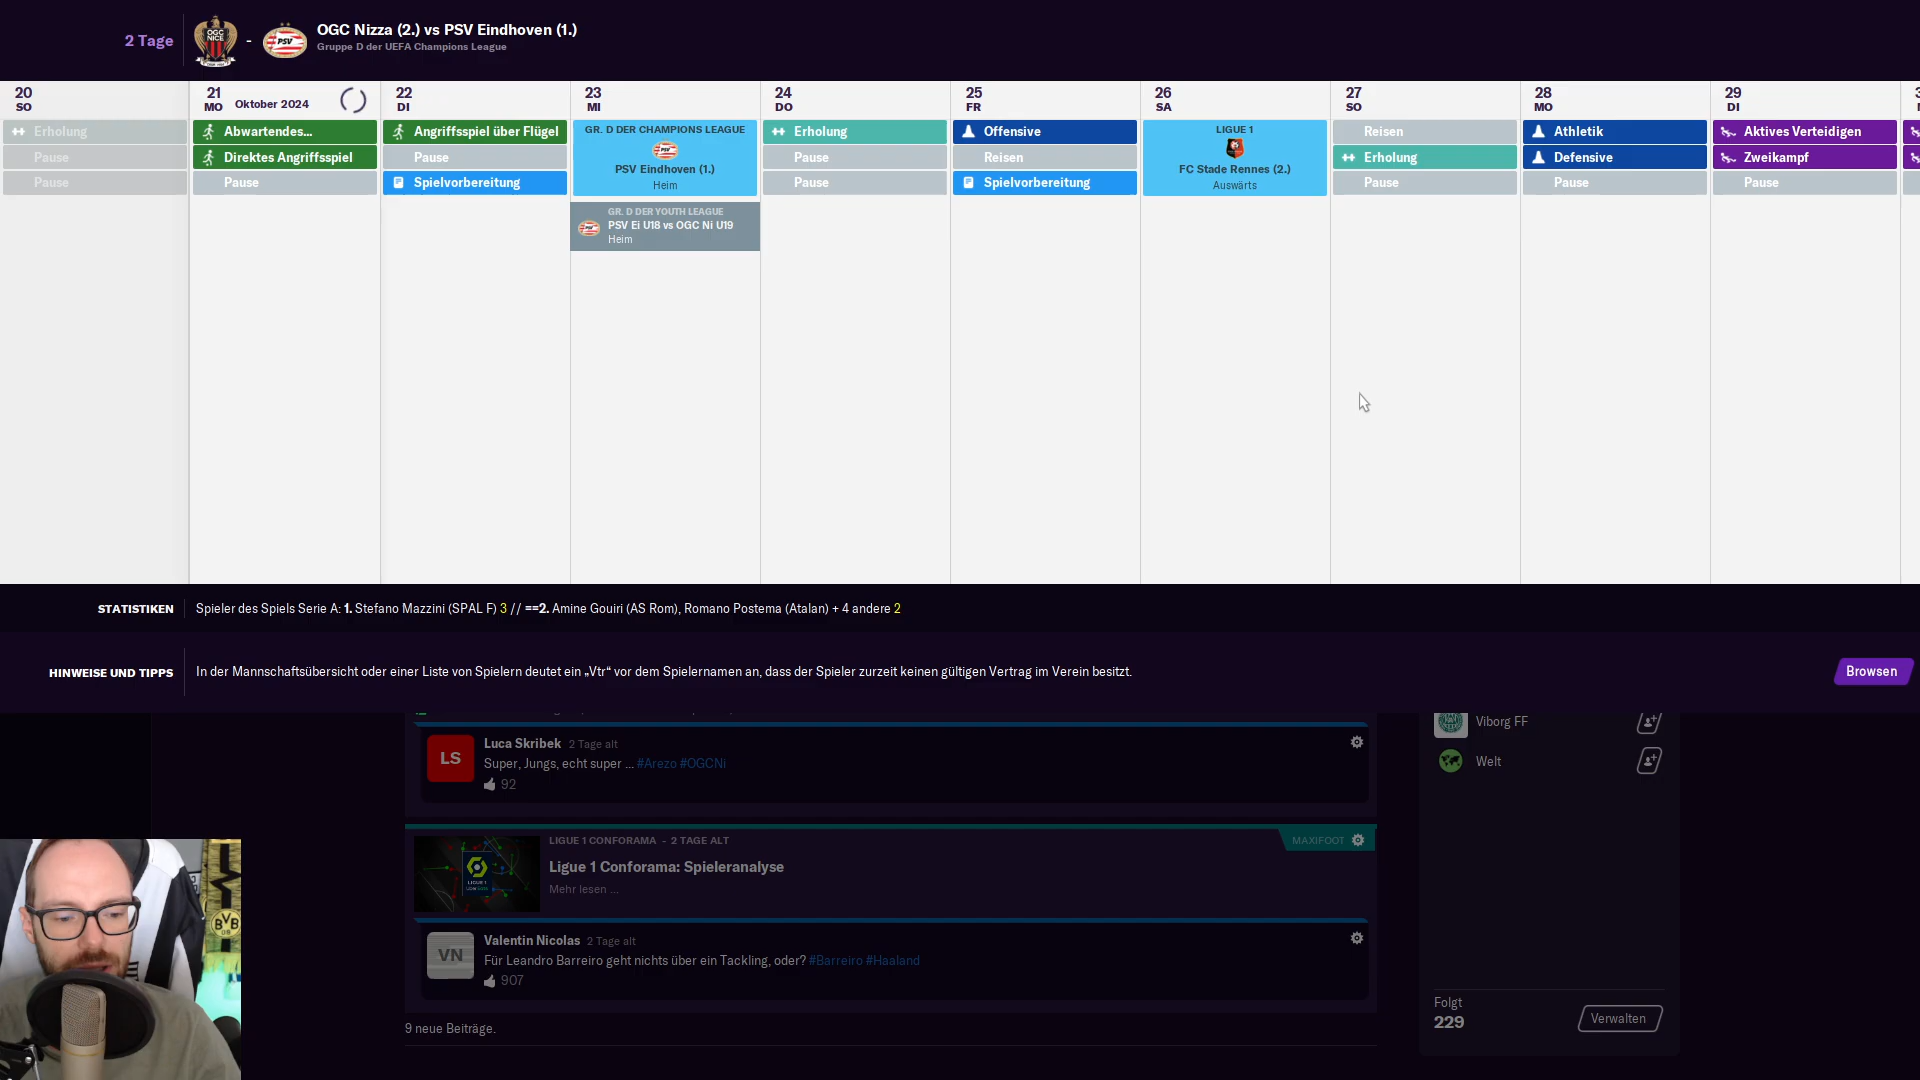 2 Tage
OGC Nizza (2.) vs PSV Eindhoven (1.)
Gruppe D der UEFA Champions League
20
SO
Erholung
Pause
Pause
21
MO
Oktober 2024
Abwartendes...
Direktes Angriffsspiel
Pause
22
DI
Angriffsspiel über Flügel
Pause
Spielvorbereitung
23
MI
GR. D DER CHAMPIONS LEAGUE
PSV
PSV Eindhoven (1.)
Heim
GR. D DER YOUTH LEAGUE
PSV Ei U18 vs OGC Ni U19
Heim
24
DO
Erholung
Pause
Pause
25
FR
Offensive
Reisen
Spielvorbereitung
26
SA
LIGUE 1
FC Stade Rennes (2.)
Auswärts
27
SO
Reisen
Erholung
Pause
28
MO
Athletik
Defensive
Pause
29
DI
Aktives Verteidigen
Zweikampf
Pause
STATISTIKEN
Spieler des Spiels Serie A: 1. Stefano Mazzini (SPAL F) 3 // ==2. Amine Gouiri (AS Rom), Romano Postema (Atalan) + 4 andere 2
HINWEISE UND TIPPS
In der Mannschaftsübersicht oder einer Liste von Spielern deutet ein „Vtr“ vor dem Spielernamen an, dass der Spieler zurzeit keinen gültigen Vertrag im Verein besitzt.
Browsen
LS
Luca Skribek 2 Tage alt
Super, Jungs, echt super ... #Arezo #OGCNi
92
LIGUE 1 CONFORAMA - 2 TAGE ALT
MAXIFOOT
Ligue 1 Conforama: Spieleranalyse
Mehr lesen ...
VN
Valentin Nicolas 2 Tage alt
Für Leandro Barreiro geht nichts über ein Tackling, oder? #Barreiro #Haaland
907
9 neue Beiträge.
Viborg FF
Welt
Folgt
229
Verwalten
BVB